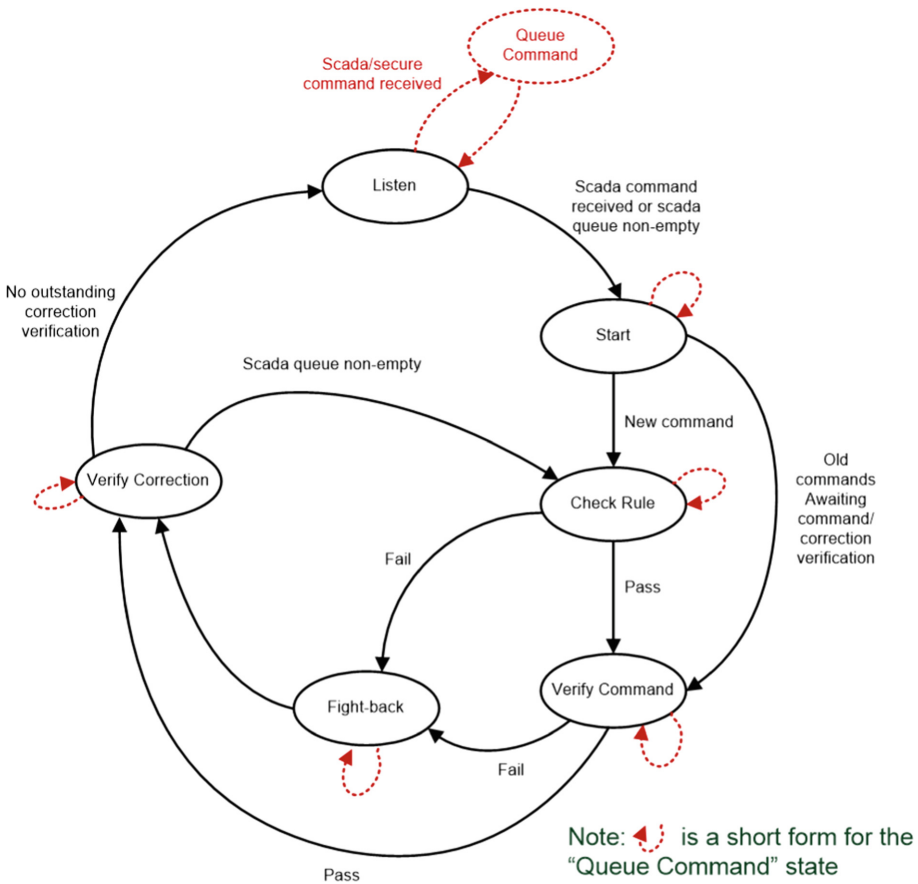 Queue
Command
Scada/secure
command received
Listen
Scada command
received or scada
queue non-empty
No outstanding
correction
verification
Start
Scada queue non-empty
New command
Verify Correction
Old
commands
Awaiting
command/
correction
verification
Check Rule
Fail
Pass
Verify Command
Fight-back
Fail
Pass
Note: is a short form for the
“Queue Command” state